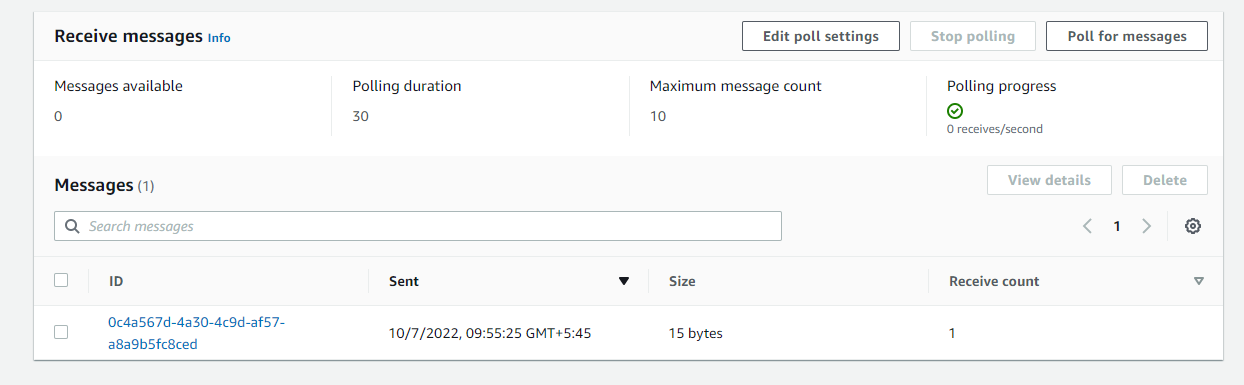 Receive messages Info
Edit poll settings
Stop polling
Poll for messages
Messages available
Polling duration
Maximum message count
Polling progress
0
30
10
0 receives/second
Messages (1)
View details
Delete
Search messages
1
ID
Sent
Size
Receive count
0c4a567d-4a30-4c9d-af57-
a8a9b5fc8ced
10/7/2022, 09:55:25 GMT+5:45
15 bytes
1